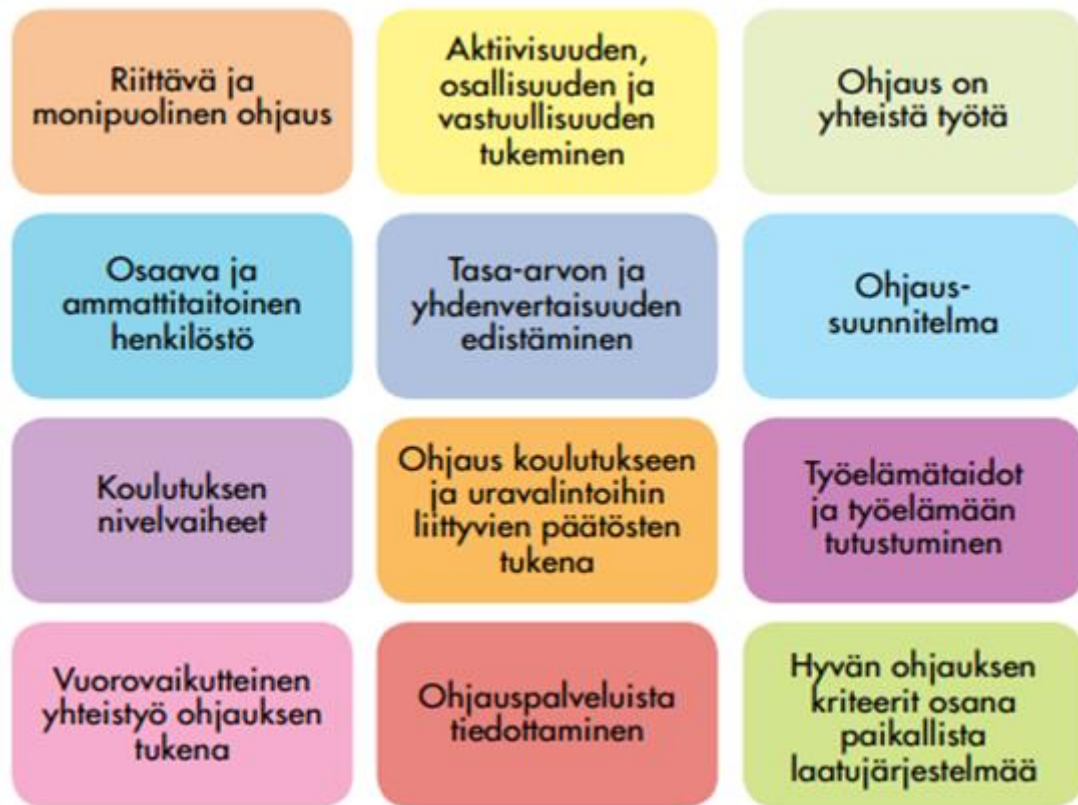 Riittävä ja
monipuolinen ohjaus
Aktiivisuuden,
osallisuuden ja
vastuullisuuden
tukeminen
Ohjaus on
yhteistä työtä
Osaava ja
ammattitaitoinen
henkilöstö
Tasa-arvon ja
yhdenvertaisuuden
edistäminen
Ohjaus-
suunnitelma
Koulutuksen
nivelvaiheet
Ohjaus koulutukseen
ja uravalintoihin
liittyvien päätösten
tukena
Työelämätaidot
ja työelämään
tutustuminen
Vuorovaikutteinen
yhteistyö ohjauksen
tukena
Ohjauspalveluista
tiedottaminen
Hyvän ohjauksen
kriteerit osana
paikallista
laatujärjestelmää